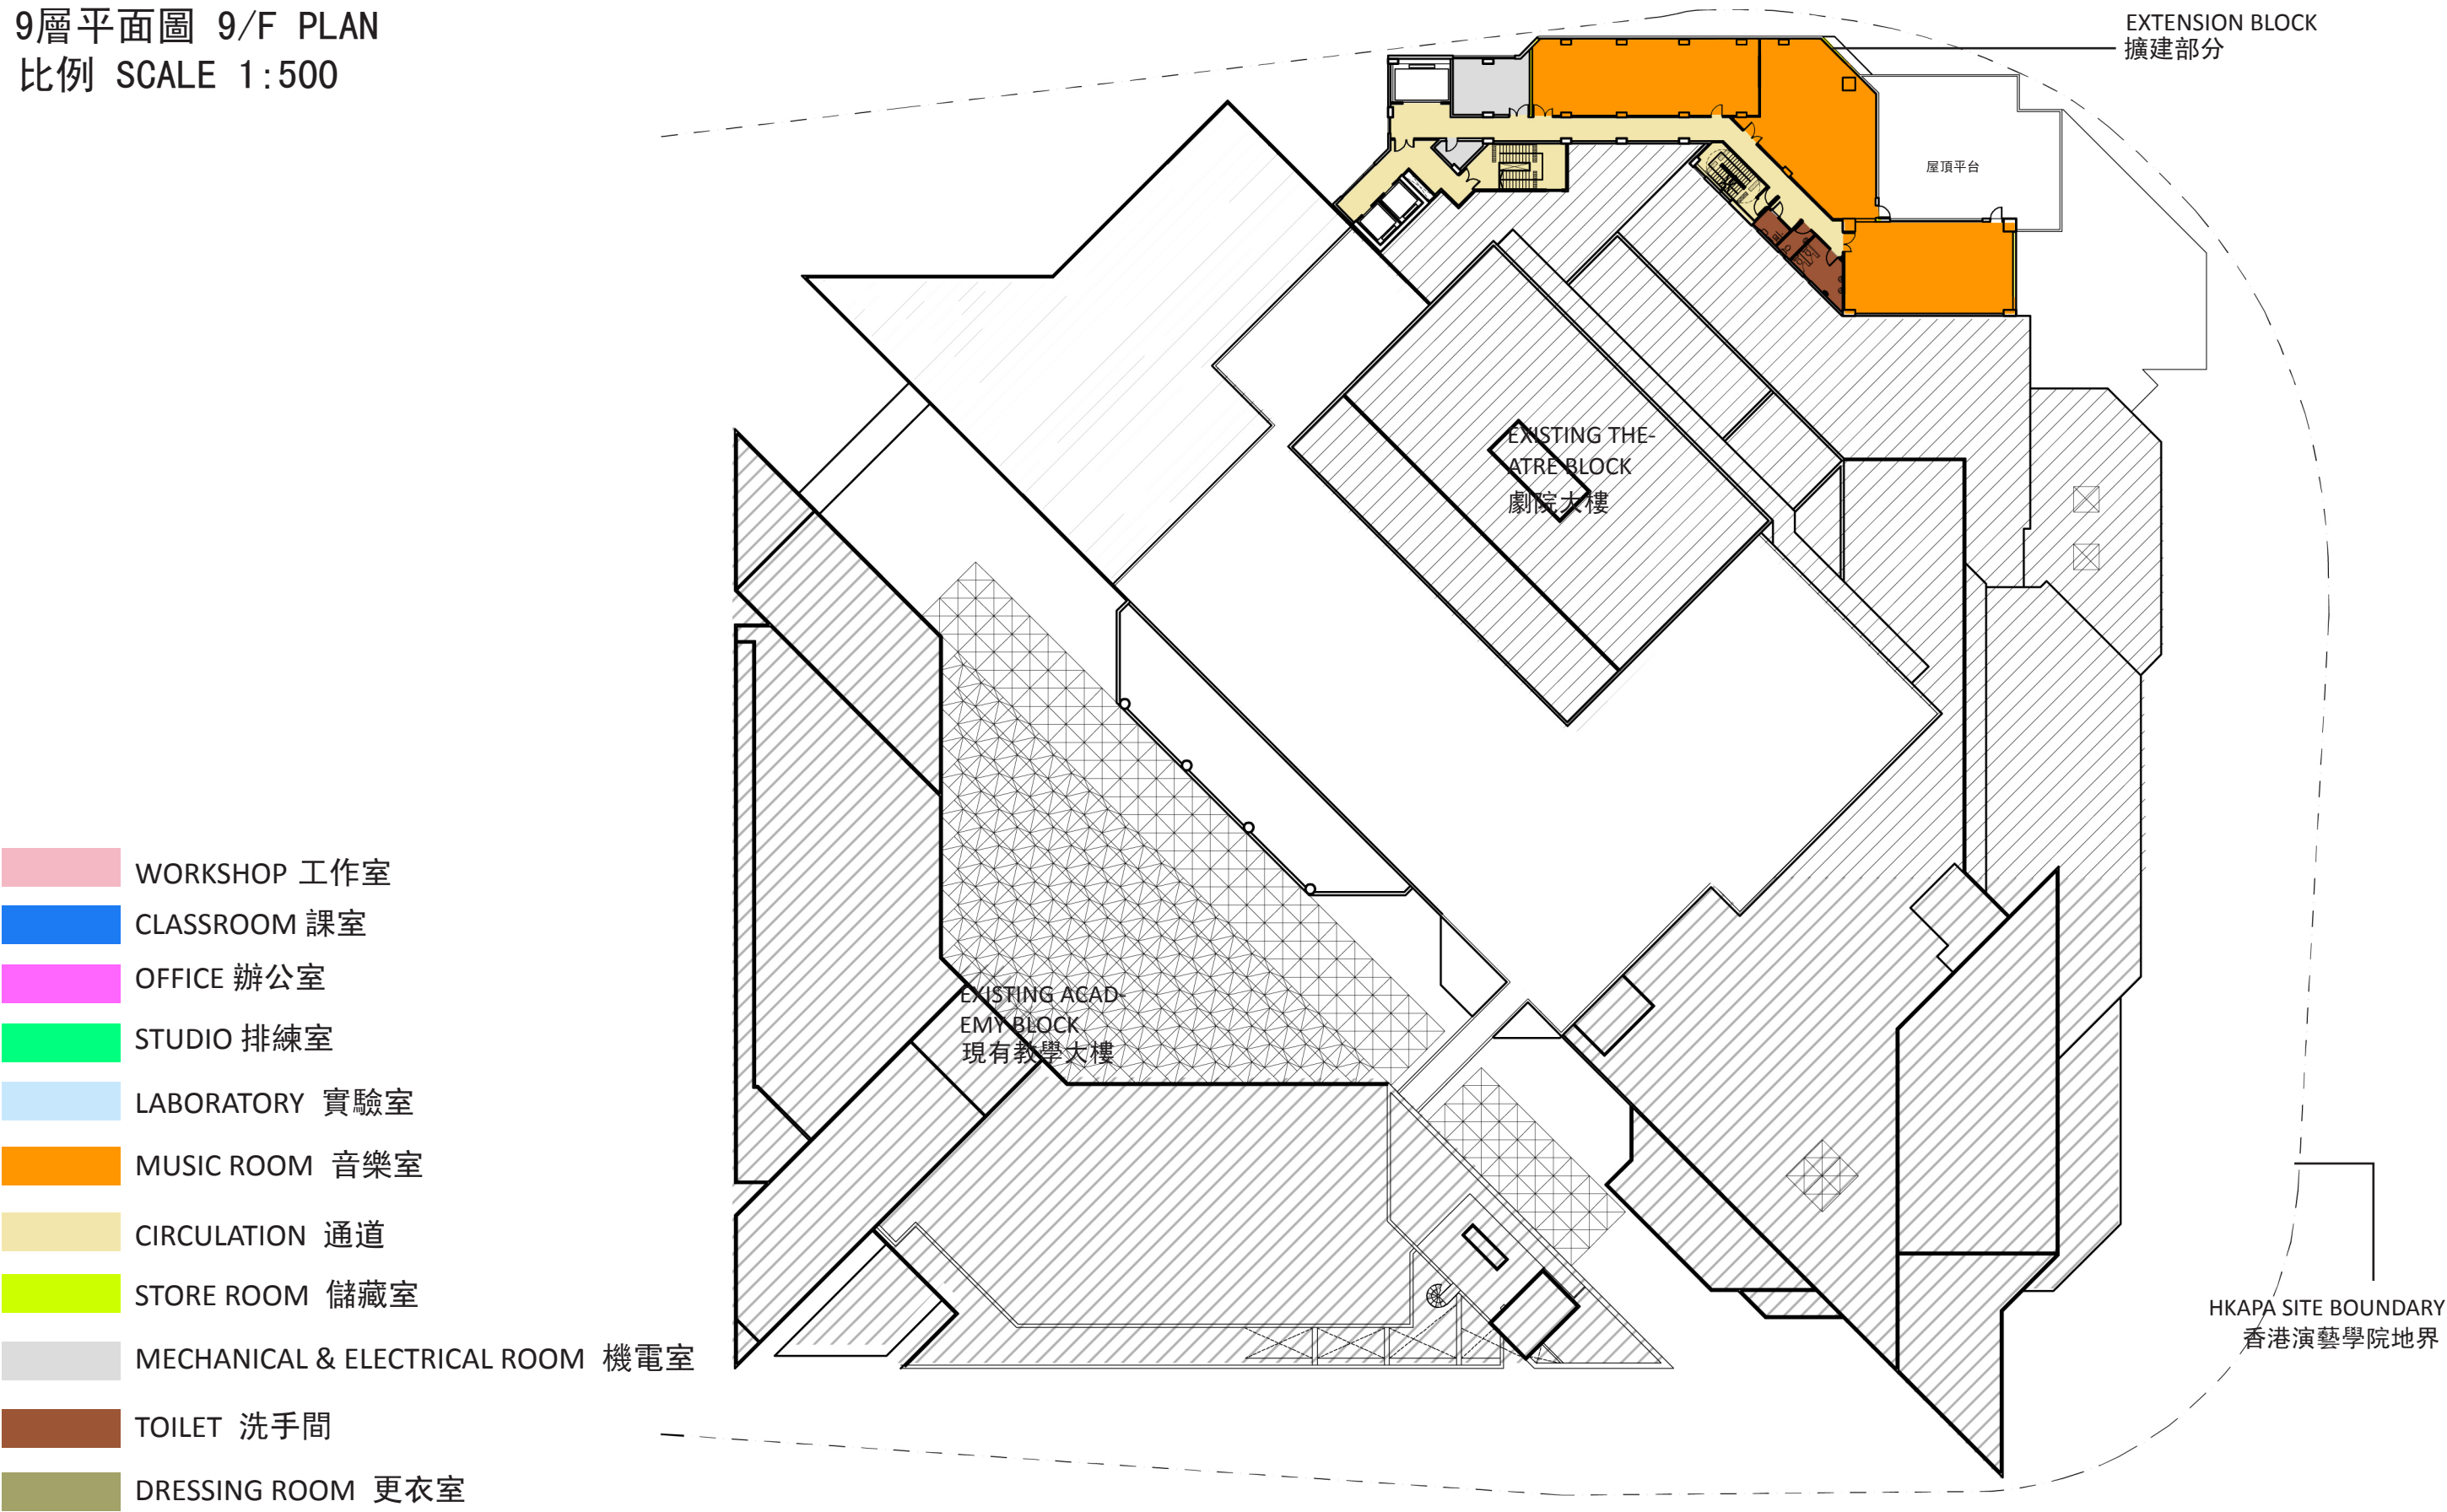 9層平面圖 9/F PLAN
比例 SCALE 1:500
EXTENSION BLOCK
擴建部分
屋頂平台
EXISTING THE-
ATRE BLOCK
劇院大樓
EXISTING ACAD-
EMY BLOCK
現有教學大樓
WORKSHOP 工作室
CLASSROOM 課室
OFFICE 辦公室
STUDIO 排練室
LABORATORY 實驗室
MUSIC ROOM 音樂室
CIRCULATION 通道
STORE ROOM 儲藏室
MECHANICAL & ELECTRICAL ROOM 機電室
TOILET 洗手間
DRESSING ROOM 更衣室
HKAPA SITE BOUNDARY
香港演藝學院地界